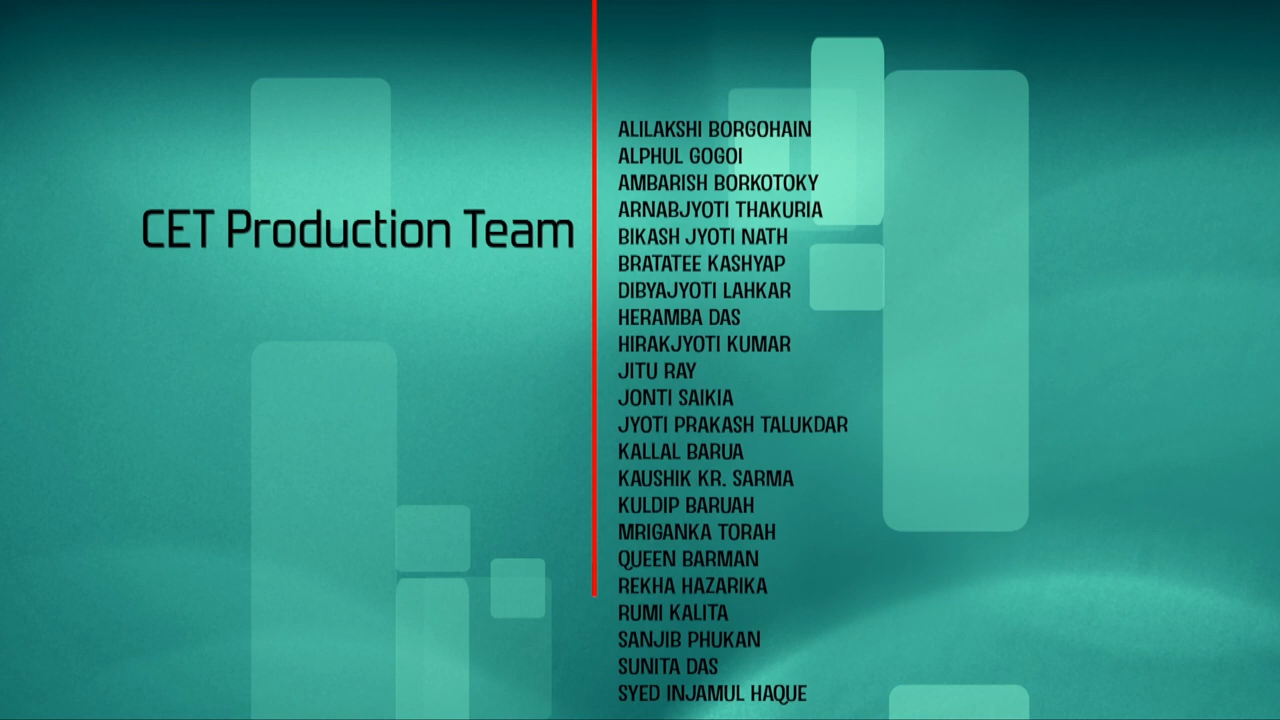 CET Production Team
ALILAKSHI BORGOHAIN
ALPHUL GOGOI
AMBARISH BORKOTOKY
ARNABJYOTI THAKURIA
BIKASH JYOTI NATH
BRATATEE KASHYAP
DIBYAJYOTI LAHKAR
HERAMBA DAS
HIRAKJYOTI KUMAR
JITU RAY
JONTI SAIKIA
JYOTI PRAKASH TALUKDAR
KALLAL BARUA
KAUSHIK KR. SARMA
KULDIP BARUAH
MRIGANKA TORAH
QUEEN BARMAN
REKHA HAZARIKA
RUMI KALITA
SANJIB PHUKAN
SUNITA DAS
SYED INJAMUL HAQUE